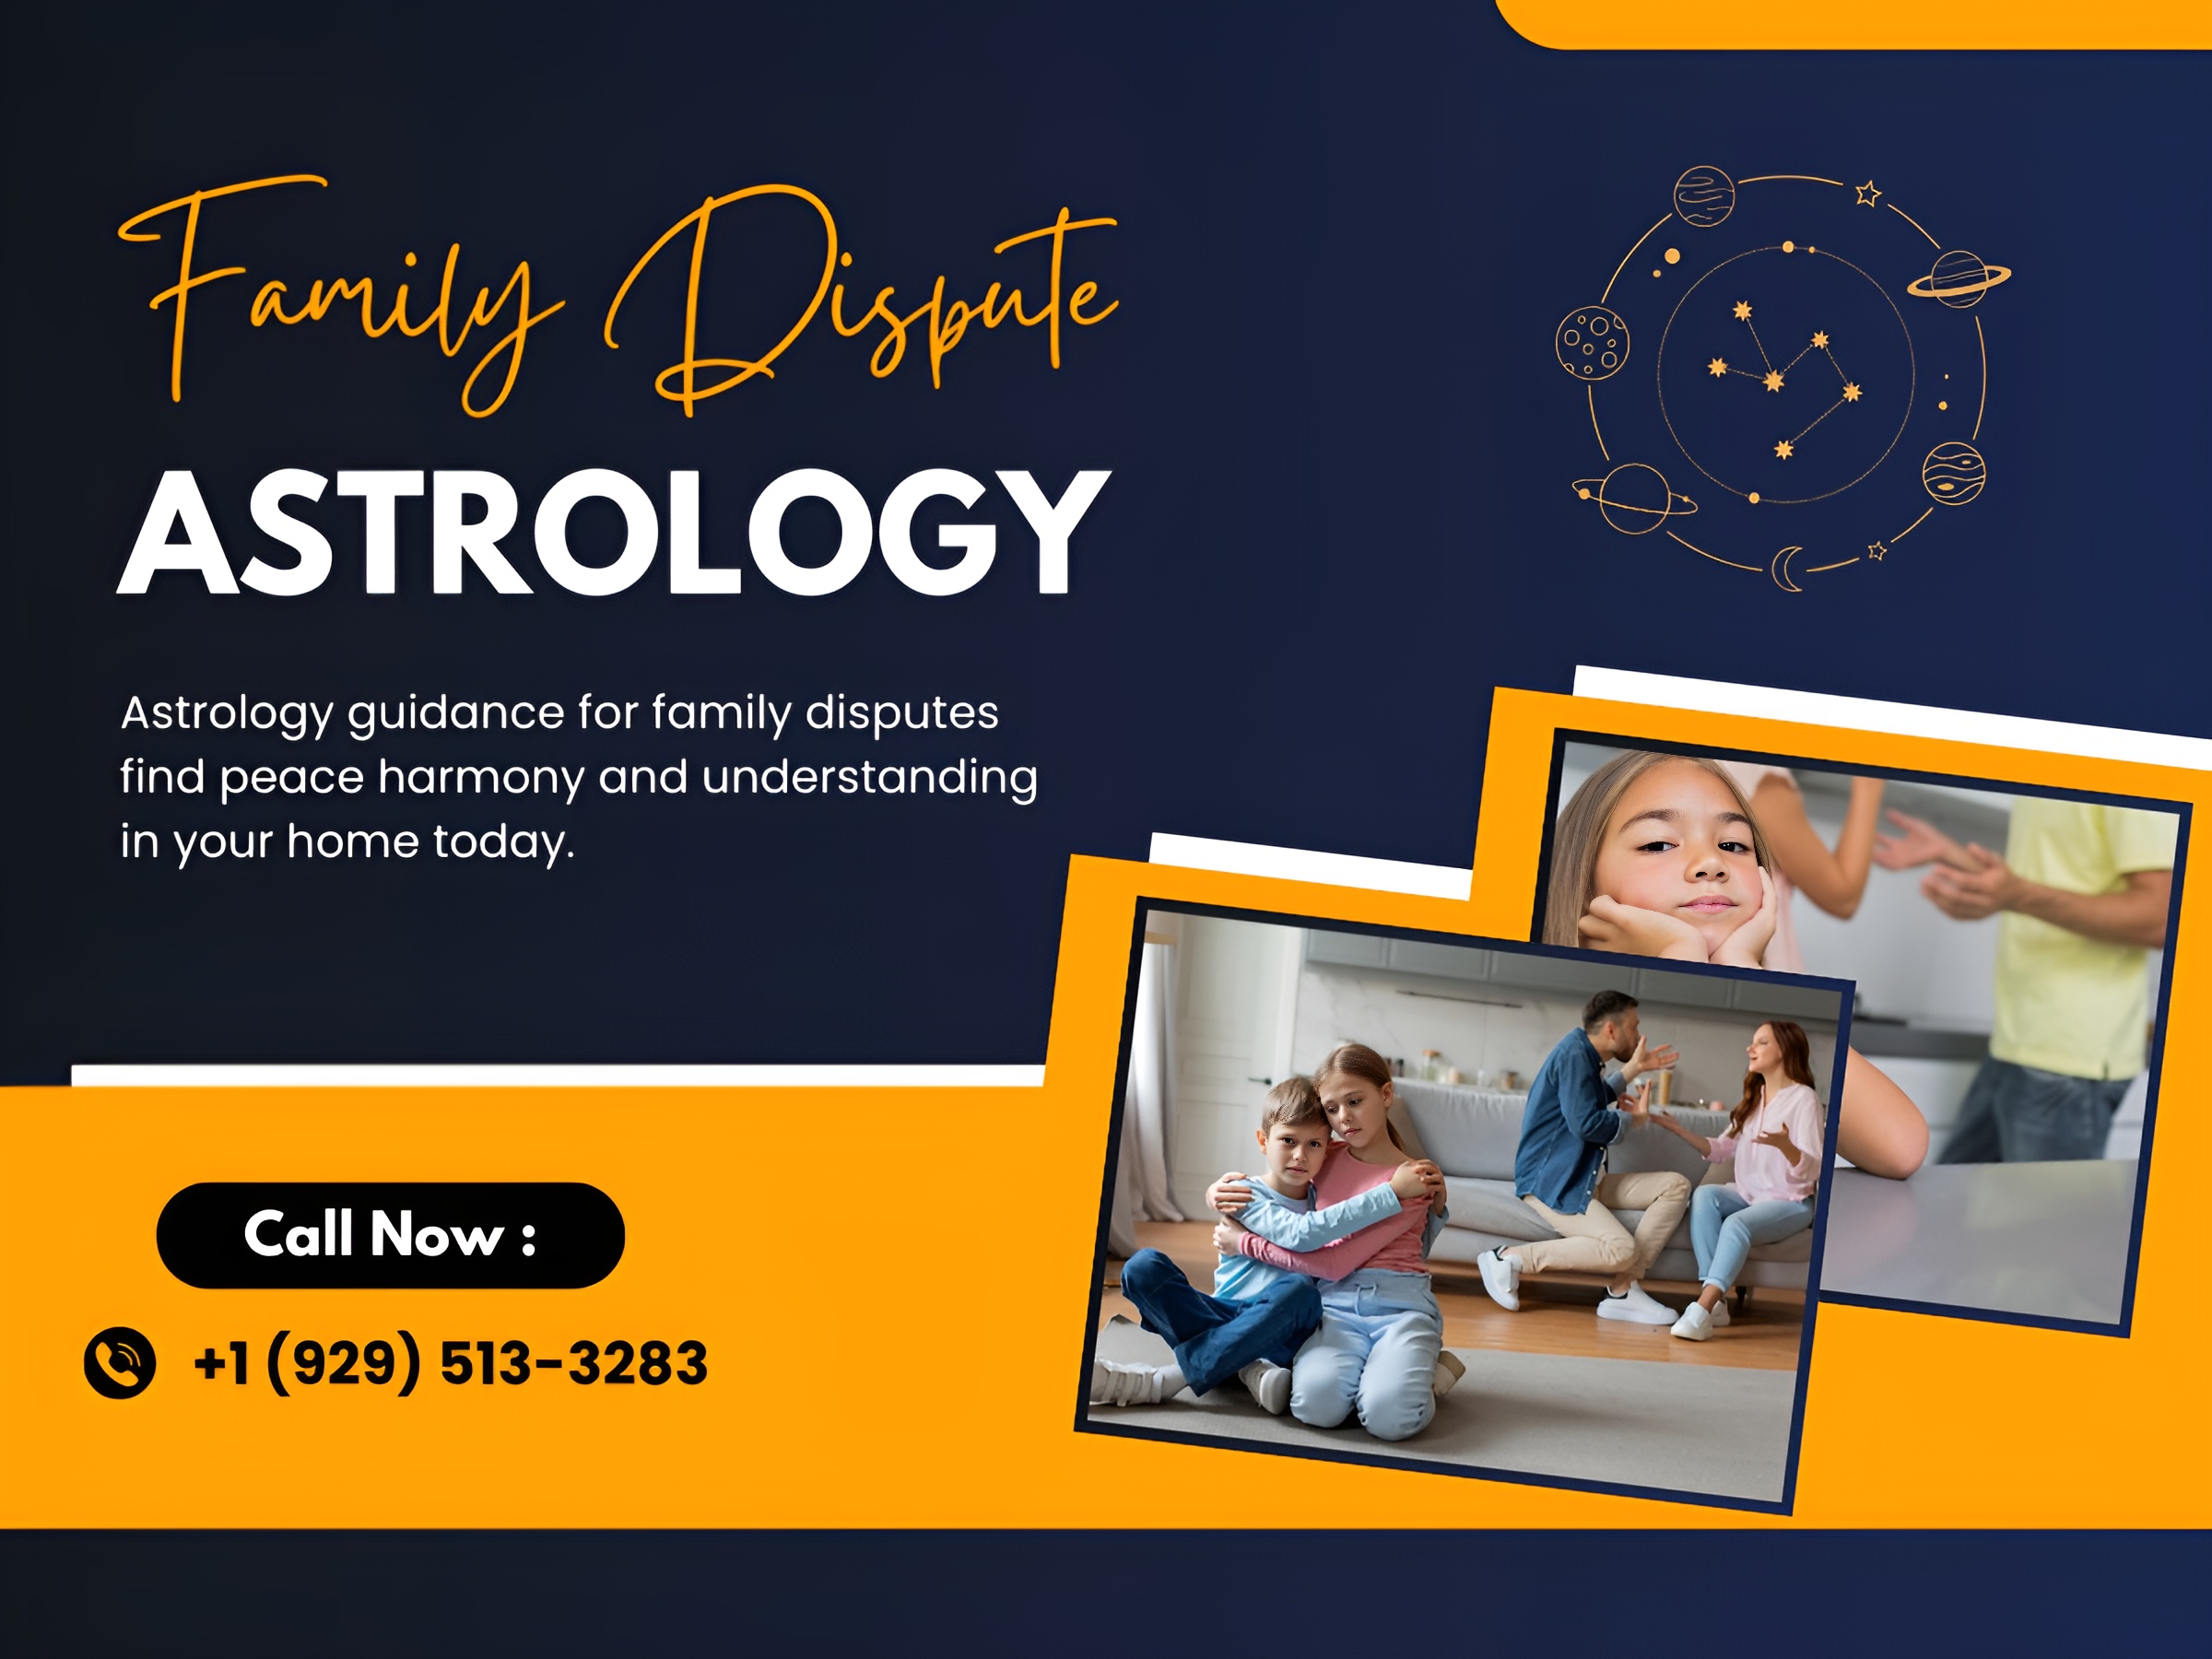 Family Dispute
ASTROLOGY
Astrology guidance for family disputes
find peace harmony and understanding
in your home today.
Call Now :
+1 (929) 513-3283